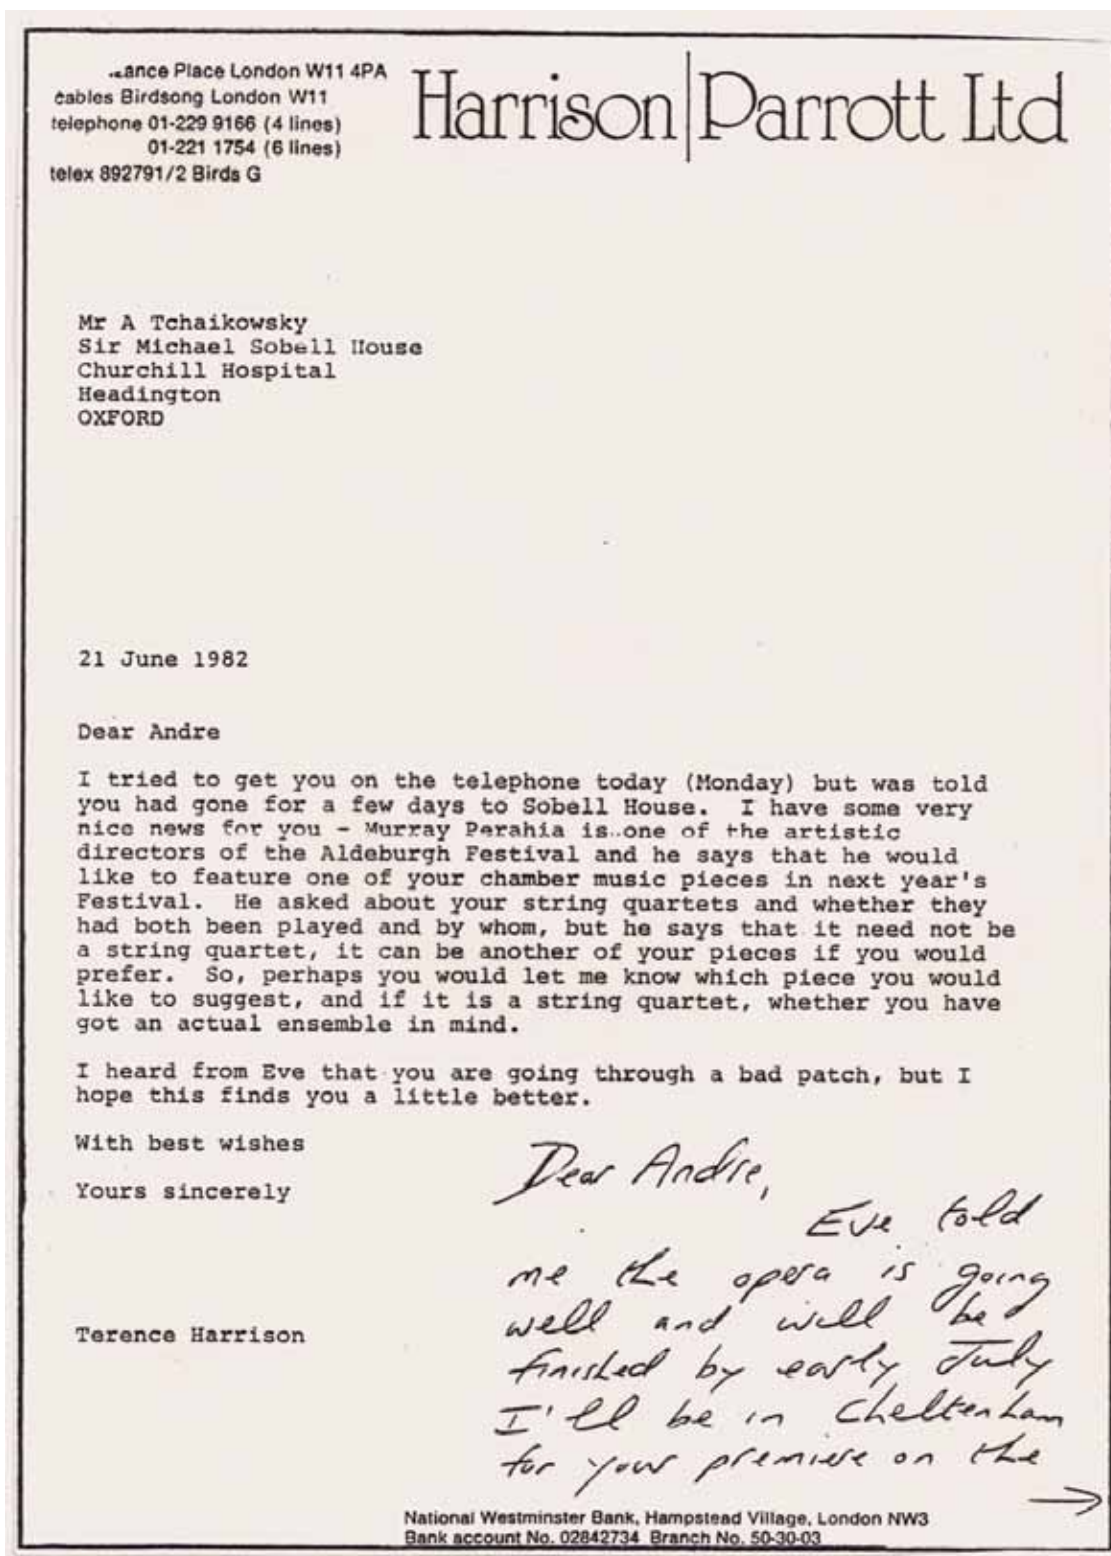 ance Place London W11 4PA
cables Birdsong London W11
telephone 01-229 9166 (4 lines)
01-221 1754 (6 lines)
telex 892791/2 Birds G
Harrison|Parrott Ltd
Mr A Tchaikowsky
Sir Michael Sobell House
Churchill Hospital
Headington
OXFORD
21 June 1982
Dear Andre
I tried to get you on the telephone today (Monday) but was told
you had gone for a few days to Sobell House. I have some very
nice news for you - Murray Perahia is one of the artistic
directors of the Aldeburgh Festival and he says that he would
like to feature one of your chamber music pieces in next year's
Festival. He asked about your string quartets and whether they
had both been played and by whom, but he says that it need not be
a string quartet, it can be another of your pieces if you would
prefer. So, perhaps you would let me know which piece you would
like to suggest, and if it is a string quartet, whether you have
got an actual ensemble in mind.
I heard from Eve that you are going through a bad patch, but I
hope this finds you a little better.
With best wishes
Yours sincerely
Terence Harrison
Dear Andre,
Eve told
me the opera is going
well and will be
finished by early July
I'll be in Cheltenham
for your premiere on the
→
National Westminster Bank, Hampstead Village, London NW3
Bank account No. 02842734 Branch No. 50-30-03